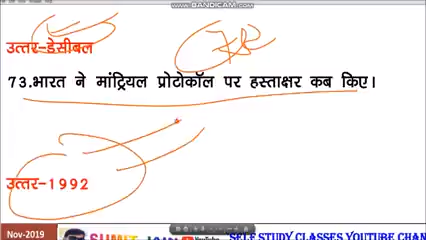 WWW.BANDICAM.COM
उत्तर-डेसीबल
73.भारत ने मांट्रियल प्रोटोकॉल पर हस्ताक्षर कब किए।
उत्तर-1992
Nov-2019
SELF STUDY CLASSES YOUTUBE CHAN